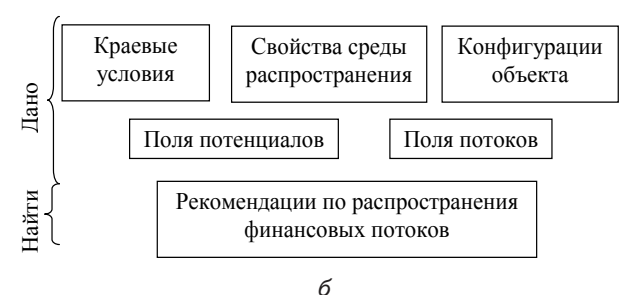 Дано
Краевые
условия
Свойства среды
распространения
Конфигурации
объекта
Поля потенциалов
Поля потоков
Найти
Рекомендации по распространения
финансовых потоков
б